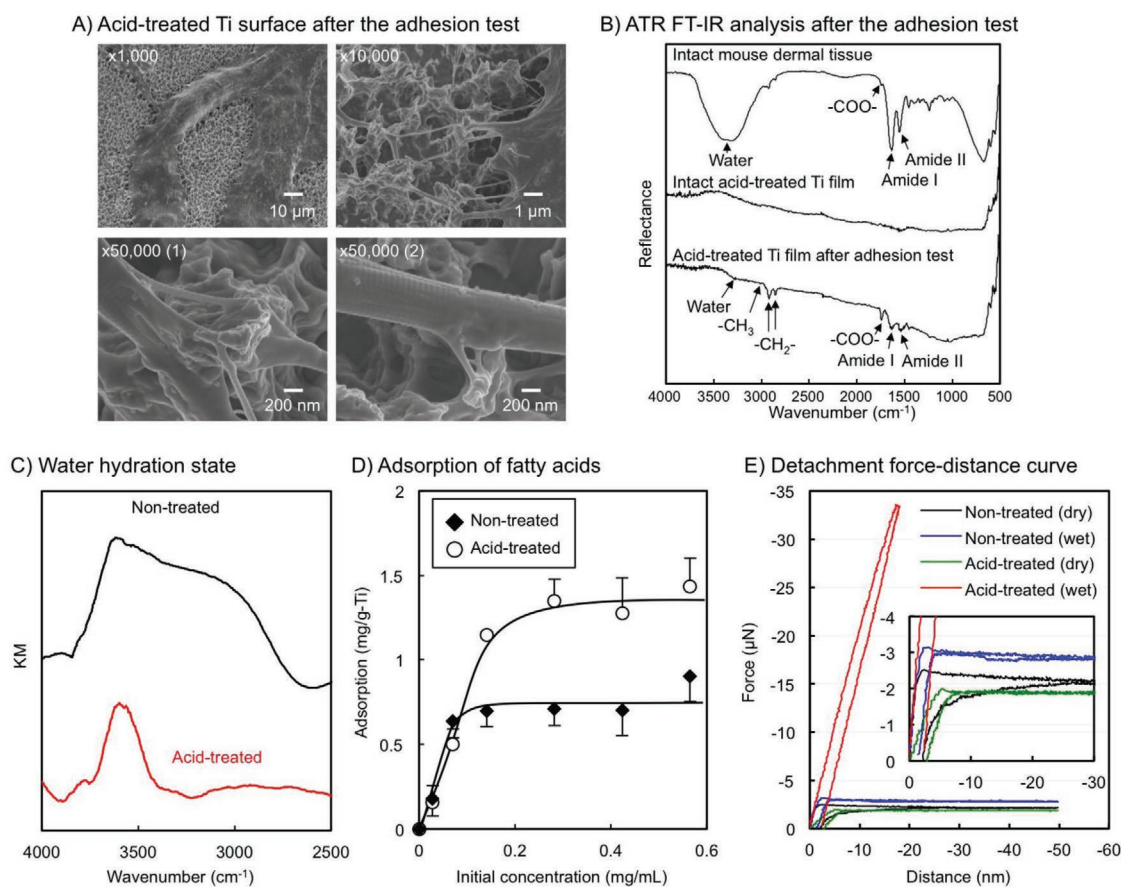 A) Acid-treated Ti surface after the adhesion test
x1,000
10 µm
x10,000
1 µm
x50,000 (1)
200 nm
x50,000 (2)
200 nm
B) ATR FT-IR analysis after the adhesion test
Intact mouse dermal tissue
-COO-
Water
Amide II
Amide I
Intact acid-treated Ti film
Acid-treated Ti film after adhesion test
Water
-CH₃
-CH₂-
-COO-
Amide I
Amide II
Reflectance
4000 3500 3000 2500 2000 1500 1000 500
Wavenumber (cm⁻¹)
C) Water hydration state
Non-treated
Acid-treated
KM
4000 3500 3000 2500
Wavenumber (cm⁻¹)
D) Adsorption of fatty acids
Non-treated
Acid-treated
Adsorption (mg/g-Ti)
2
1.5
1
0.5
0
0 0.2 0.4 0.6
Initial concentration (mg/mL)
E) Detachment force-distance curve
Non-treated (dry)
Non-treated (wet)
Acid-treated (dry)
Acid-treated (wet)
Force (µN)
-35
-30
-25
-20
-15
-10
-5
0
-4
-3
-2
-1
0
0 -10 -20 -30
0 -10 -20 -30 -40 -50 -60
Distance (nm)